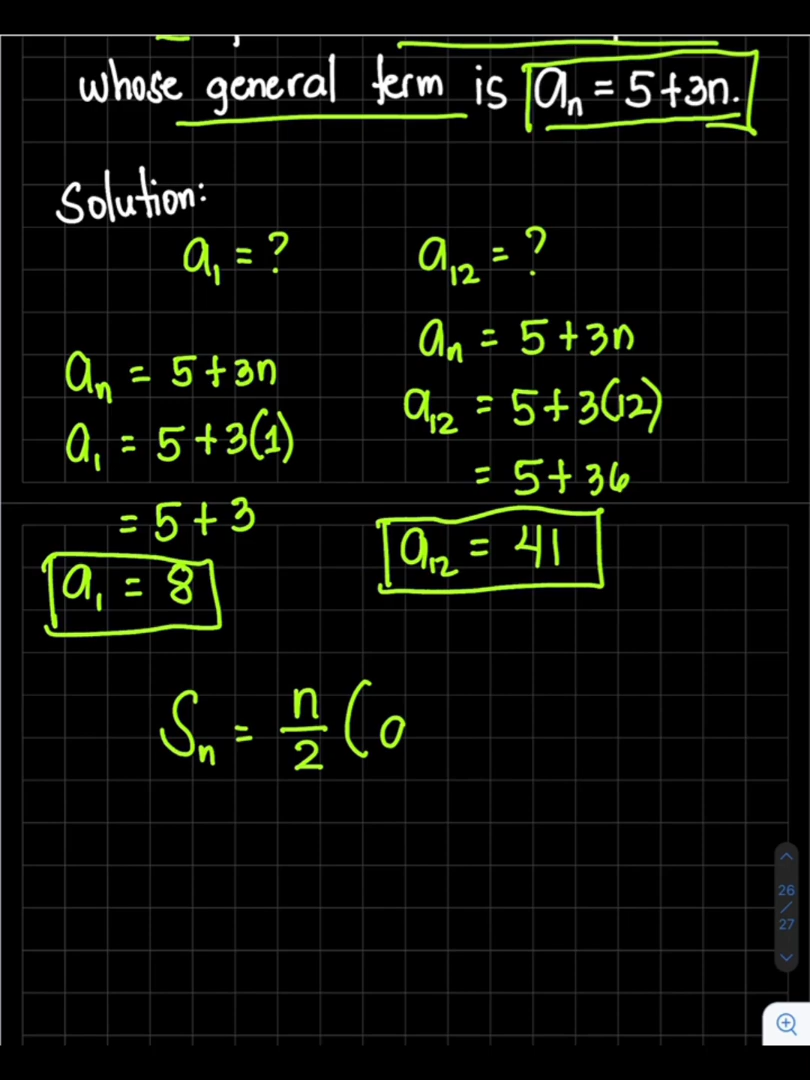 whose general term is aₙ = 5+3n.
Solution:
a₁ = ?
a₁₂ = ?
aₙ = 5+3n
a₁ = 5+3(1)
= 5+3
a₁ = 8
aₙ = 5+3n
a₁₂ = 5+3(12)
= 5+36
a₁₂ = 41
Sₙ = n/2 (
26
/
27